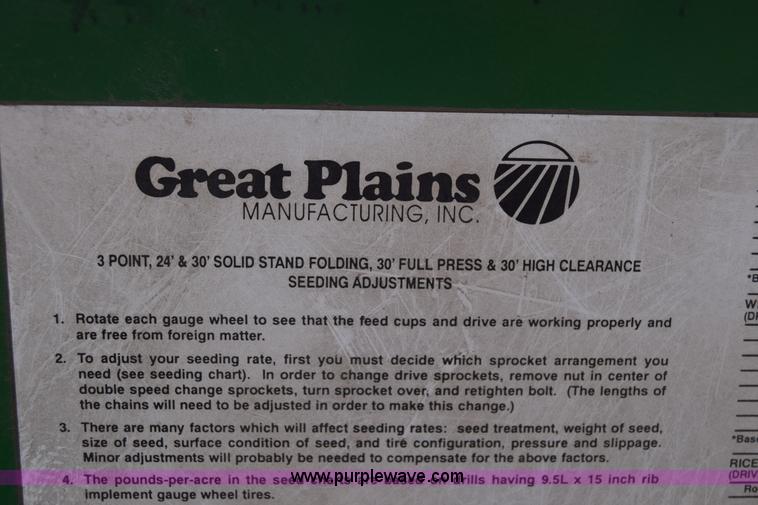 Great Plains
MANUFACTURING, INC.
3 POINT, 24' & 30' SOLID STAND FOLDING, 30' FULL PRESS & 30' HIGH CLEARANCE
SEEDING ADJUSTMENTS
1. Rotate each gauge wheel to see that the feed cups and drive are working properly and
are free from foreign matter.
2. To adjust your seeding rate, first you must decide which sprocket arrangement you
need (see seeding chart). In order to change drive sprockets, remove nut in center of
double speed change sprockets, turn sprocket over, and retighten bolt. (The lengths of
the chains will need to be adjusted in order to make this change.)
3. There are many factors which will affect seeding rates: seed treatment, weight of seed,
size of seed, surface condition of seed, and tire configuration, pressure and slippage.
Minor adjustments will probably be needed to compensate for the above factors.
4. The pounds-per-acre in the seed charts are based on drills having 9.5L x 15 inch rib
implement gauge wheel tires.
www.purplewave.com
*Bas
RICE
(DRIV
Ro